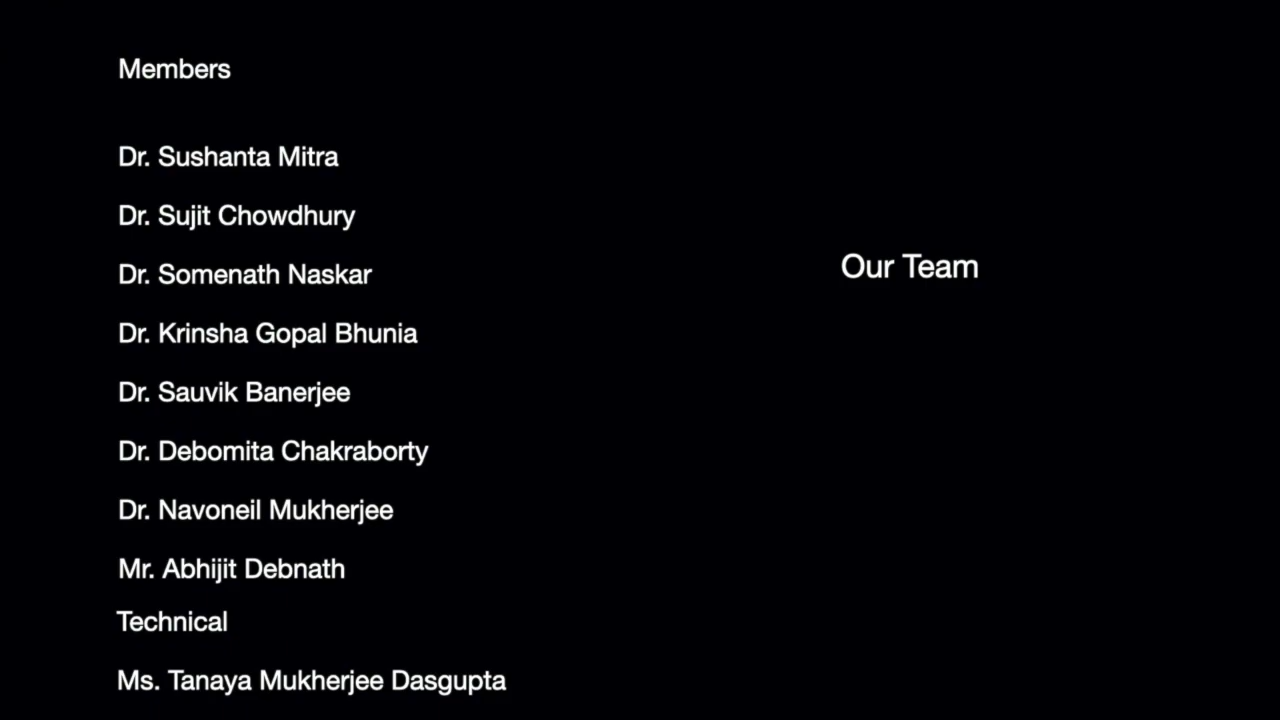 Members
Dr. Sushanta Mitra
Dr. Sujit Chowdhury
Dr. Somenath Naskar
Dr. Krinsha Gopal Bhunia
Dr. Sauvik Banerjee
Dr. Debomita Chakraborty
Dr. Navoneil Mukherjee
Mr. Abhijit Debnath
Technical
Ms. Tanaya Mukherjee Dasgupta
Our Team